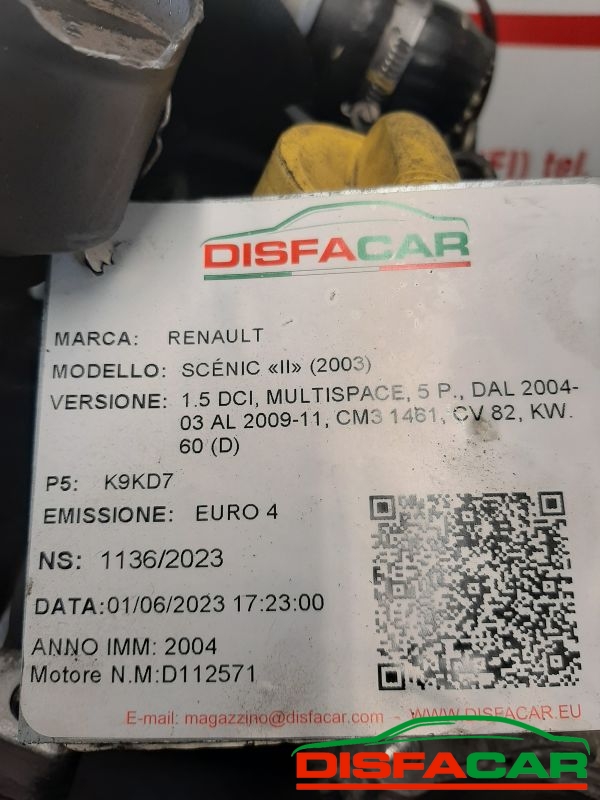 EI) tel.
DISFACAR
MARCA: RENAULT
MODELLO: SCÉNIC «II» (2003)
VERSIONE: 1.5 DCI, MULTISPACE, 5 P., DAL 2004-
03 AL 2009-11, CM3 1461, CV 82, KW.
60 (D)
P5: K9KD7
EMISSIONE: EURO 4
NS: 1136/2023
DATA:01/06/2023 17:23:00
ANNO IMM: 2004
Motore N.M:D112571
E-mail: magazzino@disfacar.com - WWW.DISFACAR.EU
DISFACAR